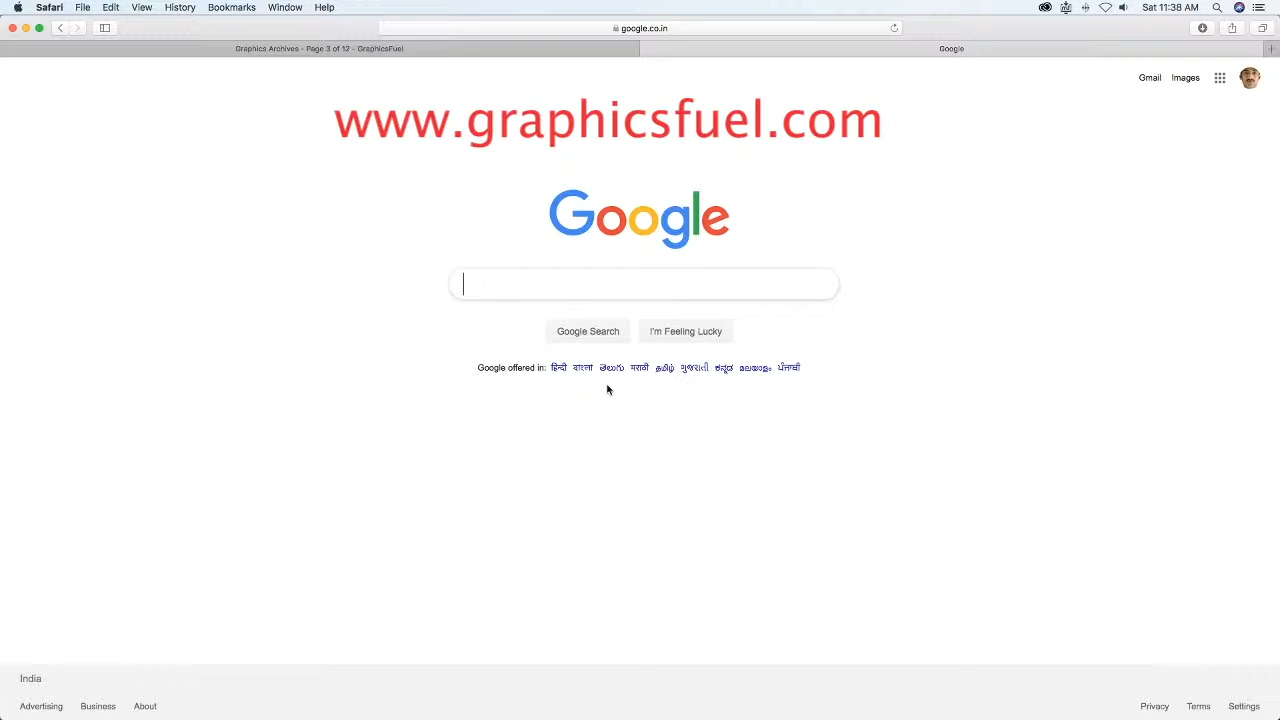 Safari File Edit View History Bookmarks Window Help Sat 11:38 AM
google.co.in
Graphics Archives - Page 3 of 12 - GraphicsFuel Google
Gmail Images
www.graphicsfuel.com
Google
Google Search I'm Feeling Lucky
Google offered in: हिन्दी বাংলা తెలుగు मराठी தமிழ் ગુજરાતી ಕನ್ನಡ മലയാളം ਪੰਜਾਬੀ
India
Advertising Business About Privacy Terms Settings